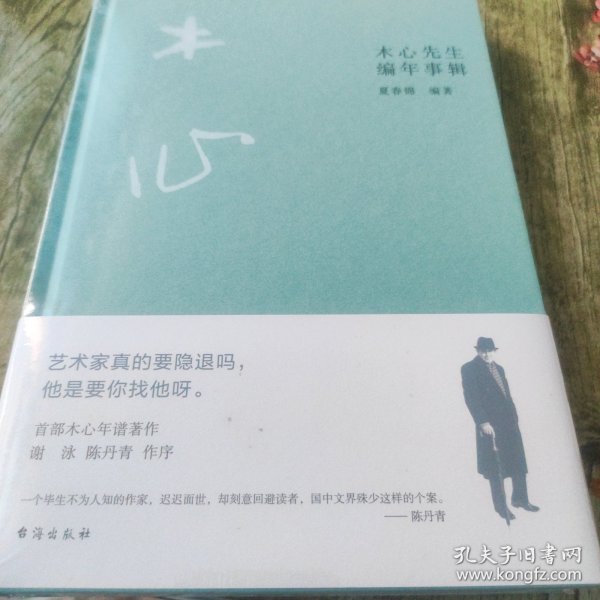 木心
木心先生
编年事辑
夏春锦 编著
艺术家真的要隐退吗，
他是要你找他呀。
首部木心年谱著作
谢 泳 陈丹青 作序
一个毕生不为人知的作家，迟迟面世，却刻意回避读者，国中文界殊少这样的个案。
——陈丹青
台海出版社
孔夫子旧书网
www.kongfz.com